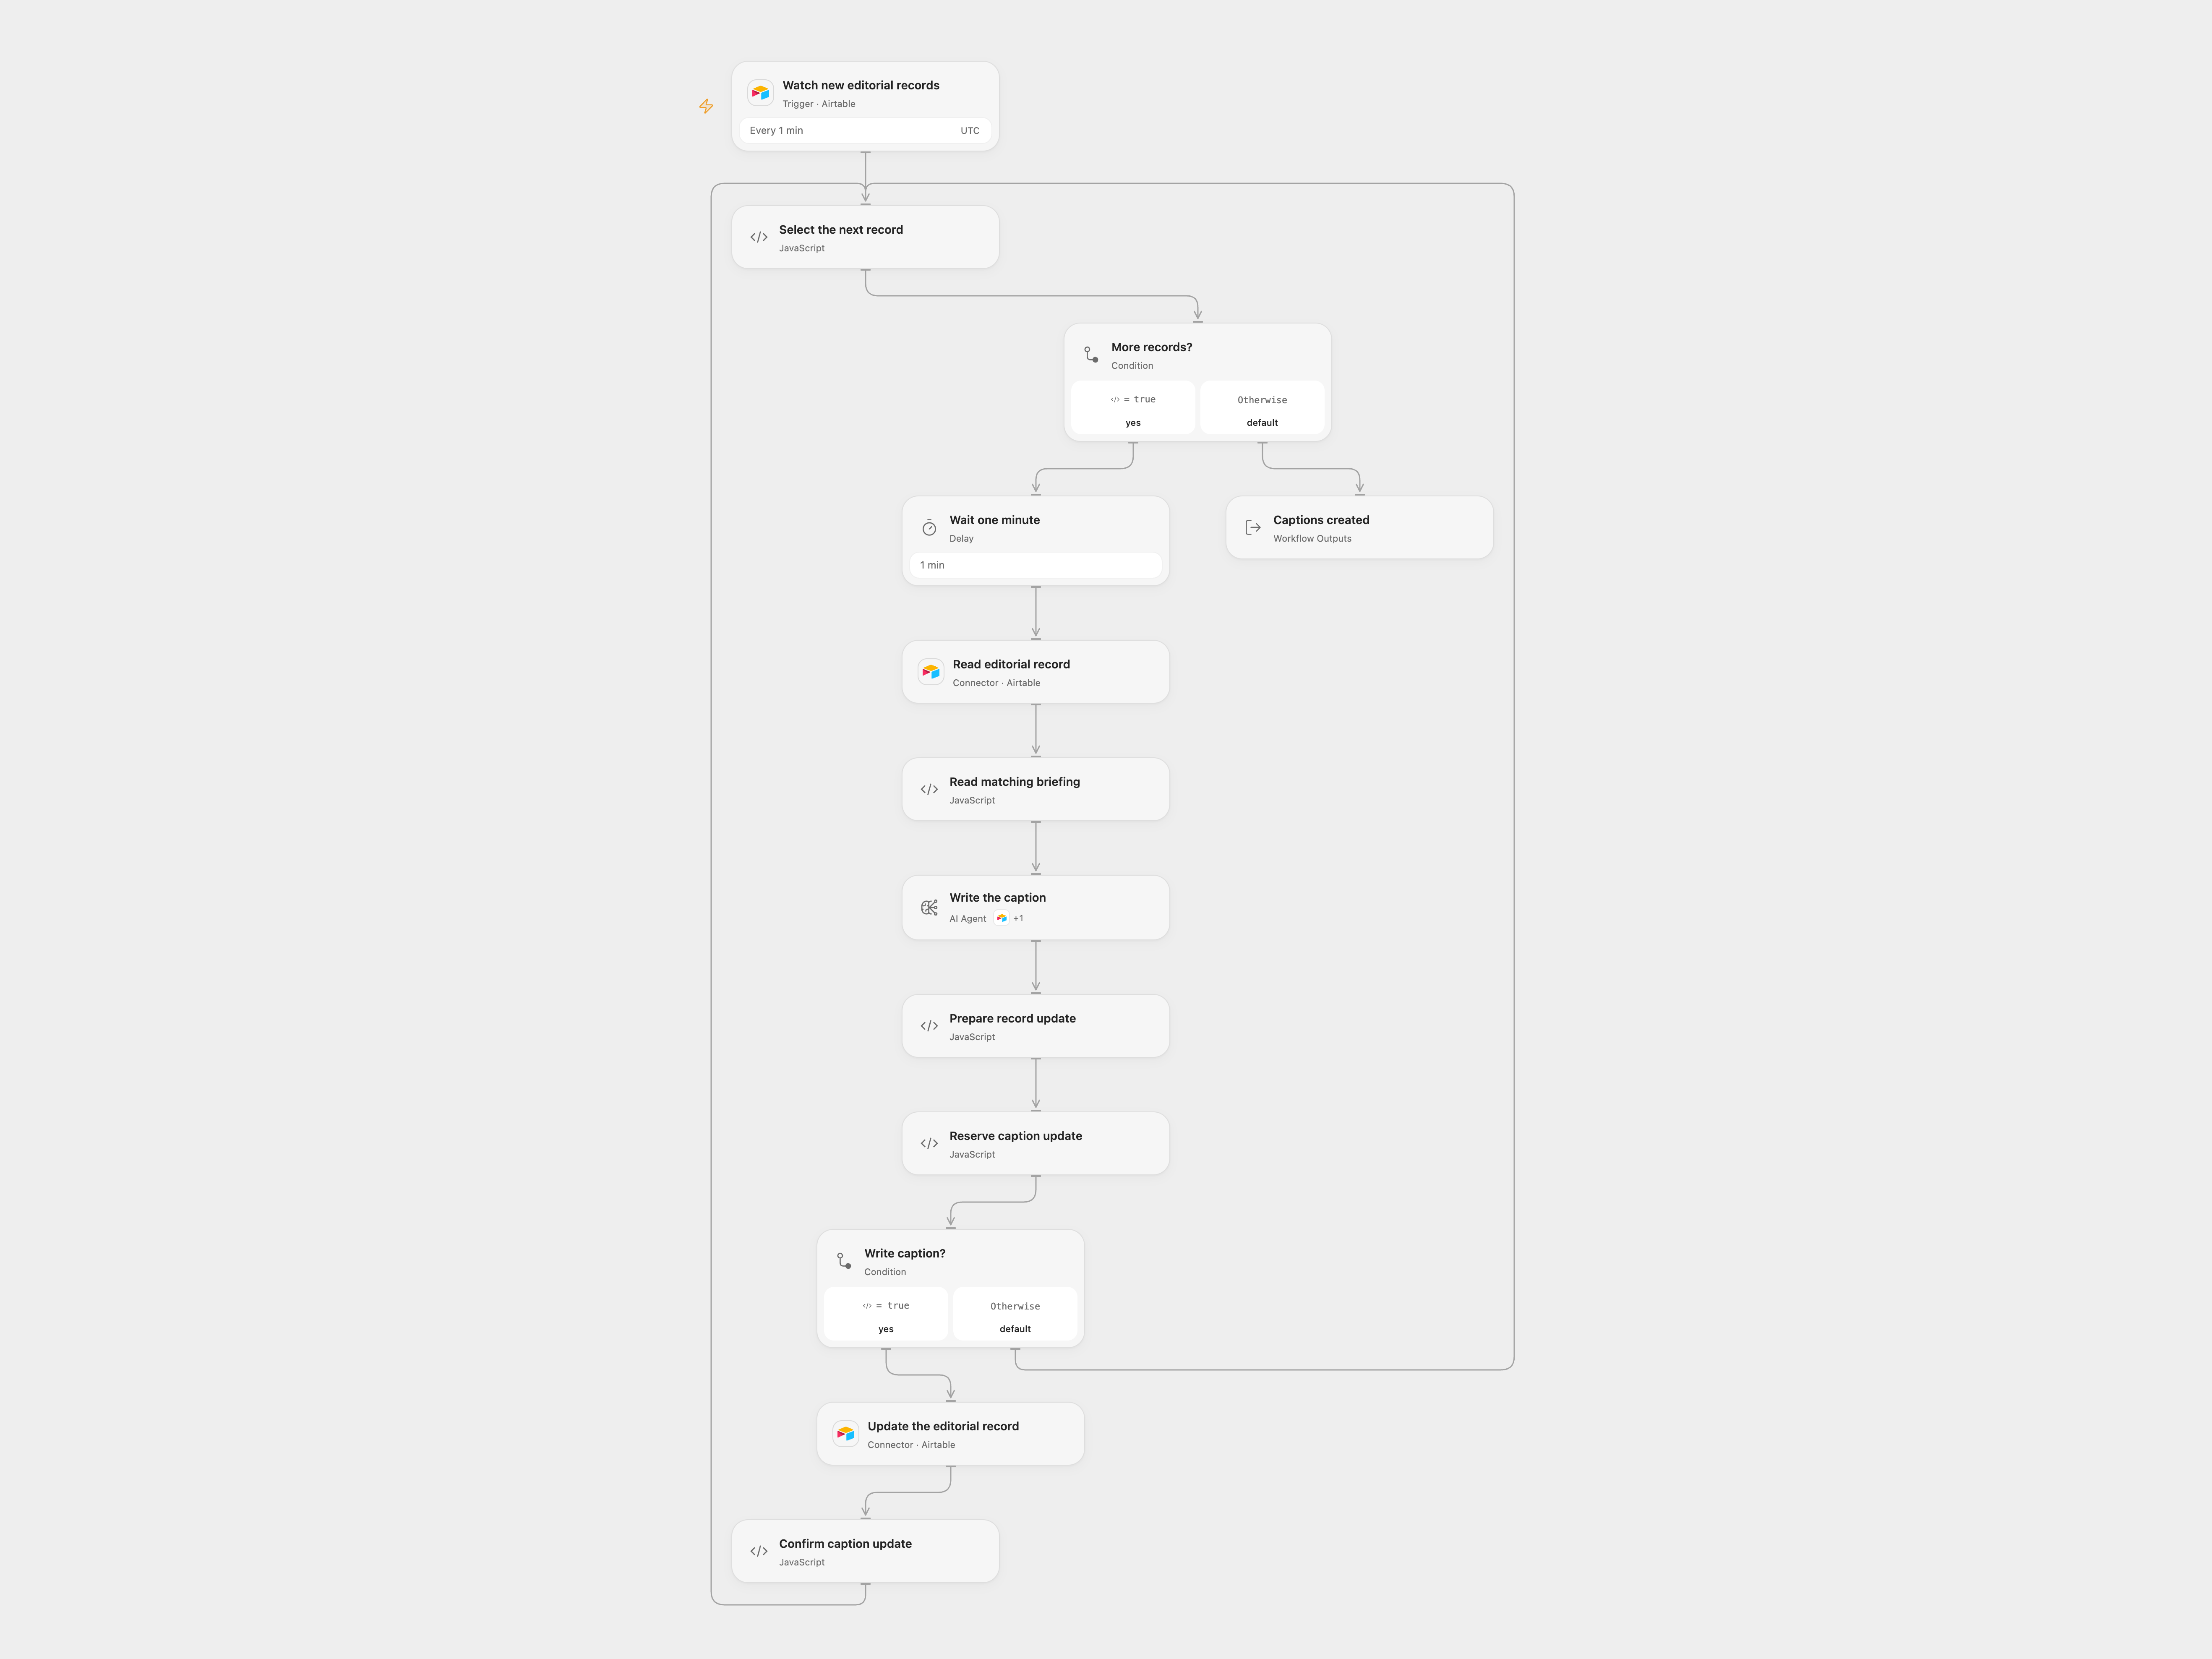 Watch new editorial records
Trigger · Airtable
Every 1 min UTC
Select the next record
JavaScript
More records?
Condition
</> = true Otherwise
yes default
Wait one minute
Delay
1 min
Captions created
Workflow Outputs
Read editorial record
Connector · Airtable
Read matching briefing
JavaScript
Write the caption
AI Agent +1
Prepare record update
JavaScript
Reserve caption update
JavaScript
Write caption?
Condition
</> = true Otherwise
yes default
Update the editorial record
Connector · Airtable
Confirm caption update
JavaScript